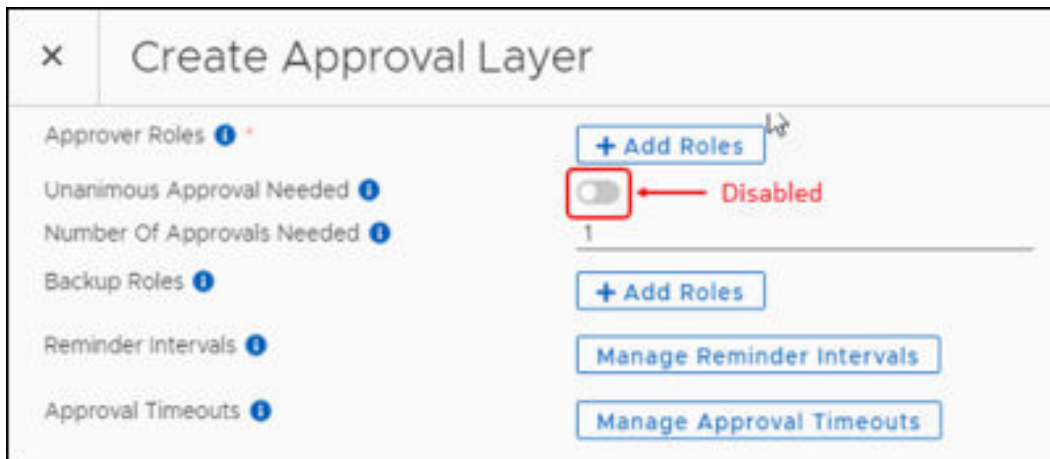 Create Approval Layer
Approver Roles *
+ Add Roles
Unanimous Approval Needed
Disabled
Number Of Approvals Needed
1
Backup Roles
+ Add Roles
Reminder Intervals
Manage Reminder Intervals
Approval Timeouts
Manage Approval Timeouts